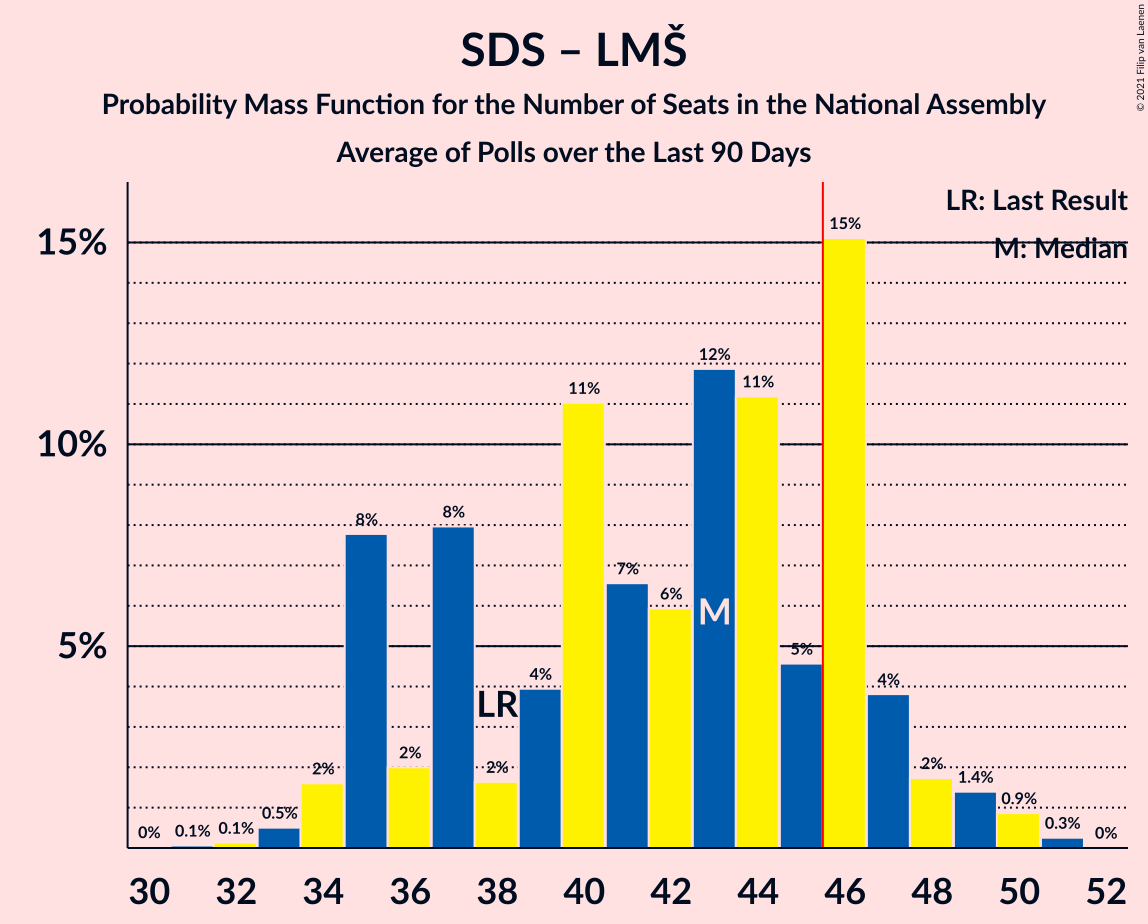 SDS – LMŠ
Probability Mass Function for the Number of Seats in the National Assembly
Average of Polls over the Last 90 Days
© 2021 Filip van Laenen
LR: Last Result
M: Median
15%
10%
5%
0% 0.1% 0.1% 0.5% 2% 8% 2% 8% 2% 4% 11% 7% 6% 12% 11% 5% 15% 4% 2% 1.4% 0.9% 0.3% 0%
LR
M
30 32 34 36 38 40 42 44 46 48 50 52